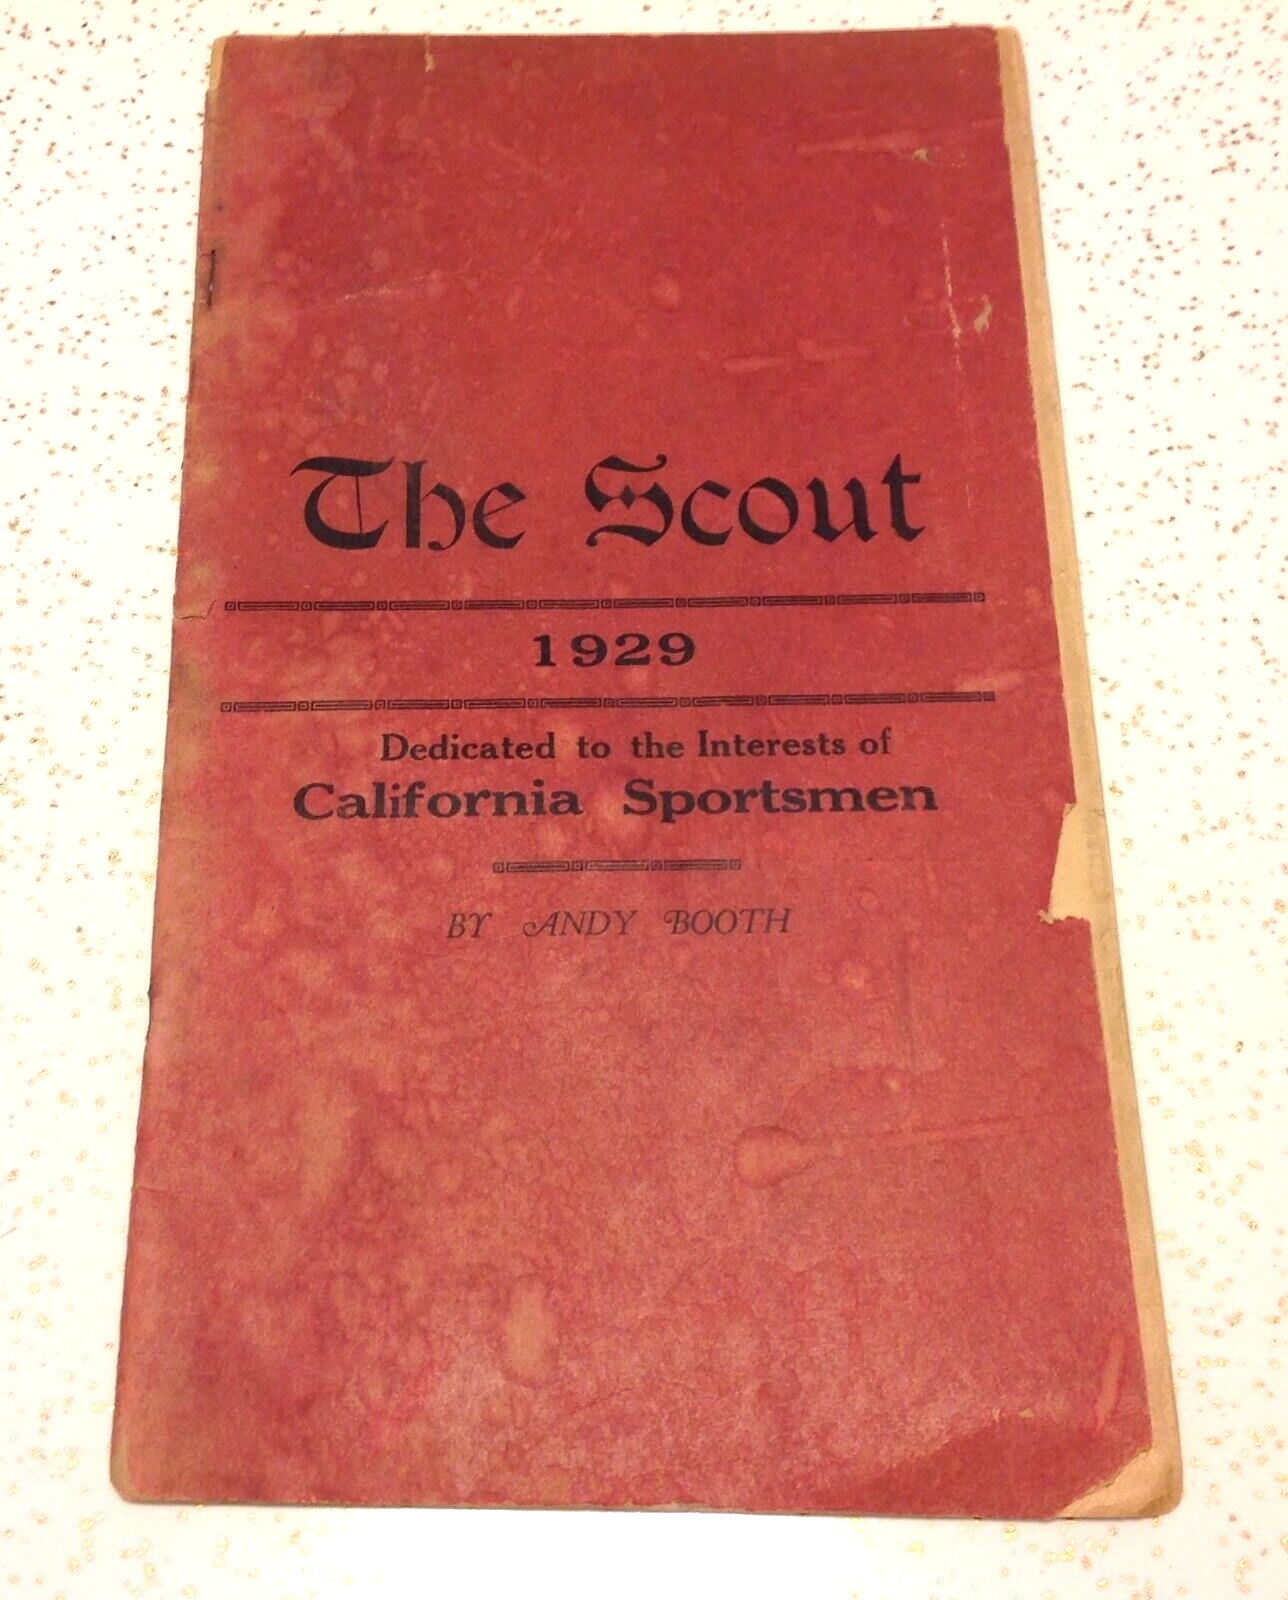 The Scout
1929
Dedicated to the Interests of
California Sportsmen
BY ANDY BOOTH